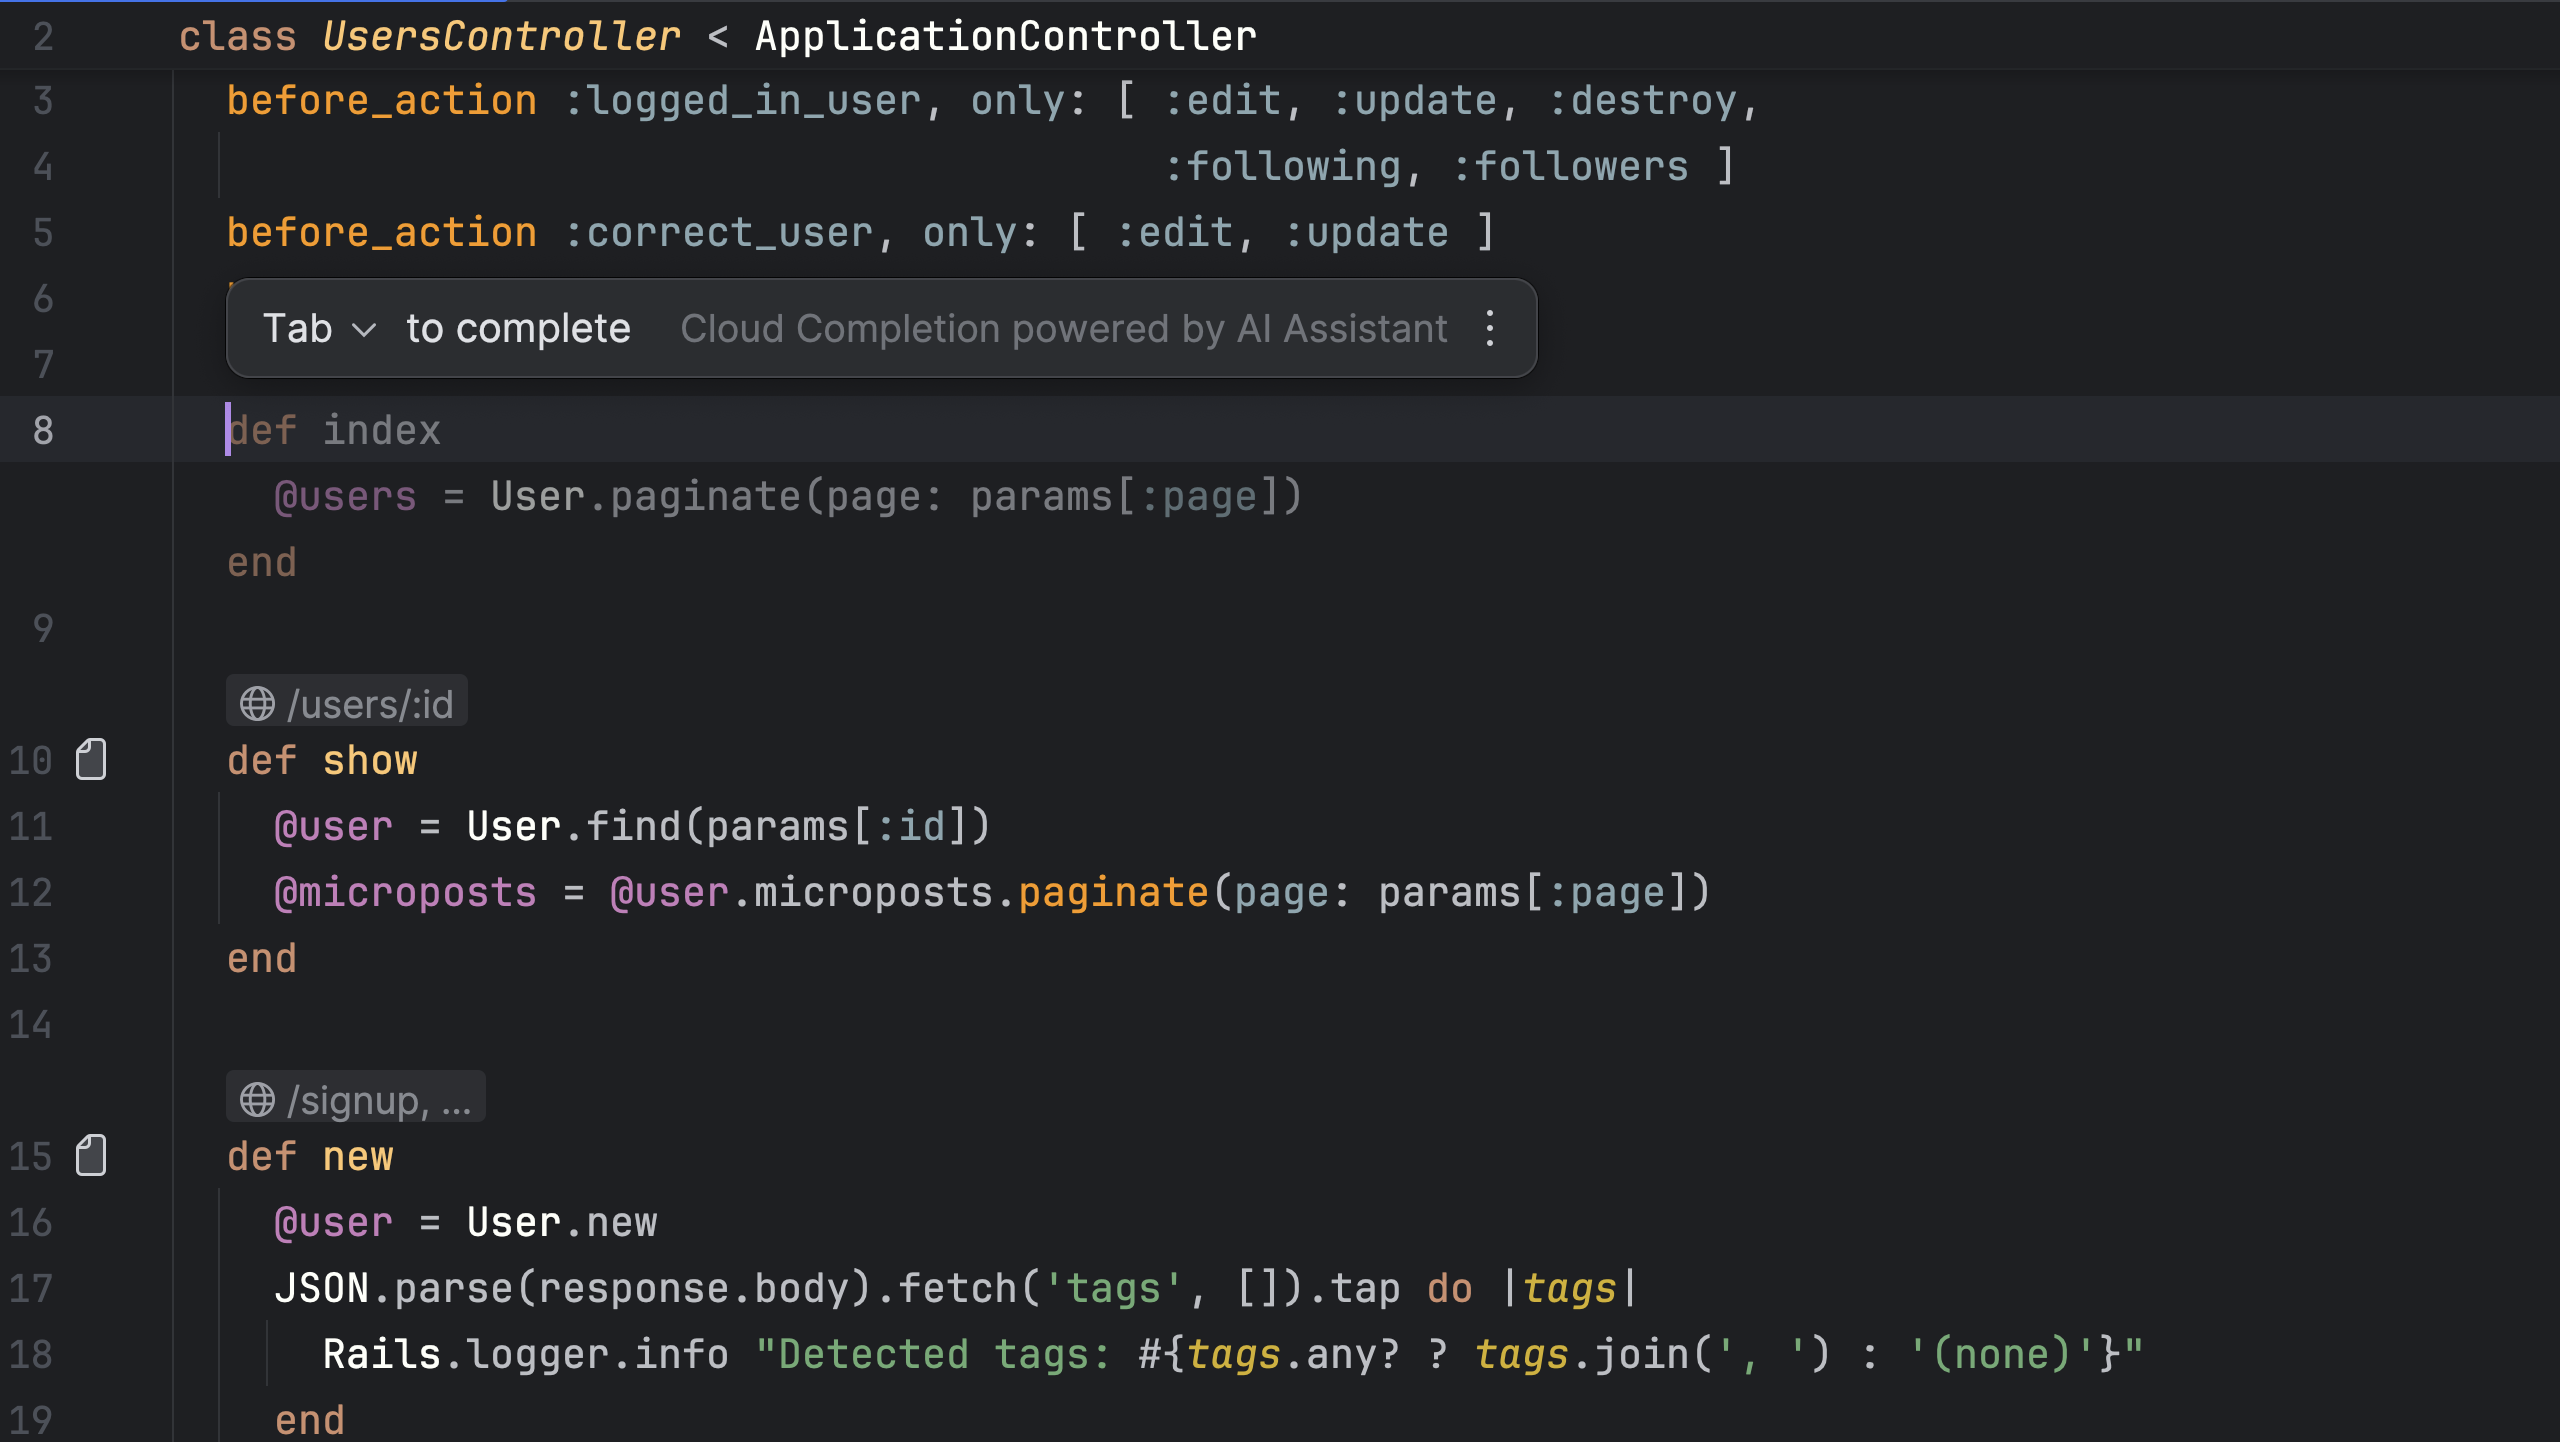 2 class UsersController < ApplicationController
3 before_action :logged_in_user, only: [ :edit, :update, :destroy,
4 :following, :followers ]
5 before_action :correct_user, only: [ :edit, :update ]
6
Tab to complete Cloud Completion powered by AI Assistant
7
8 def index
@users = User.paginate(page: params[:page])
end
9
/users/:id
10 def show
11 @user = User.find(params[:id])
12 @microposts = @user.microposts.paginate(page: params[:page])
13 end
14
/signup, ...
15 def new
16 @user = User.new
17 JSON.parse(response.body).fetch('tags', []).tap do |tags|
18 Rails.logger.info "Detected tags: #{tags.any? ? tags.join(', ') : '(none)'}"
19 end